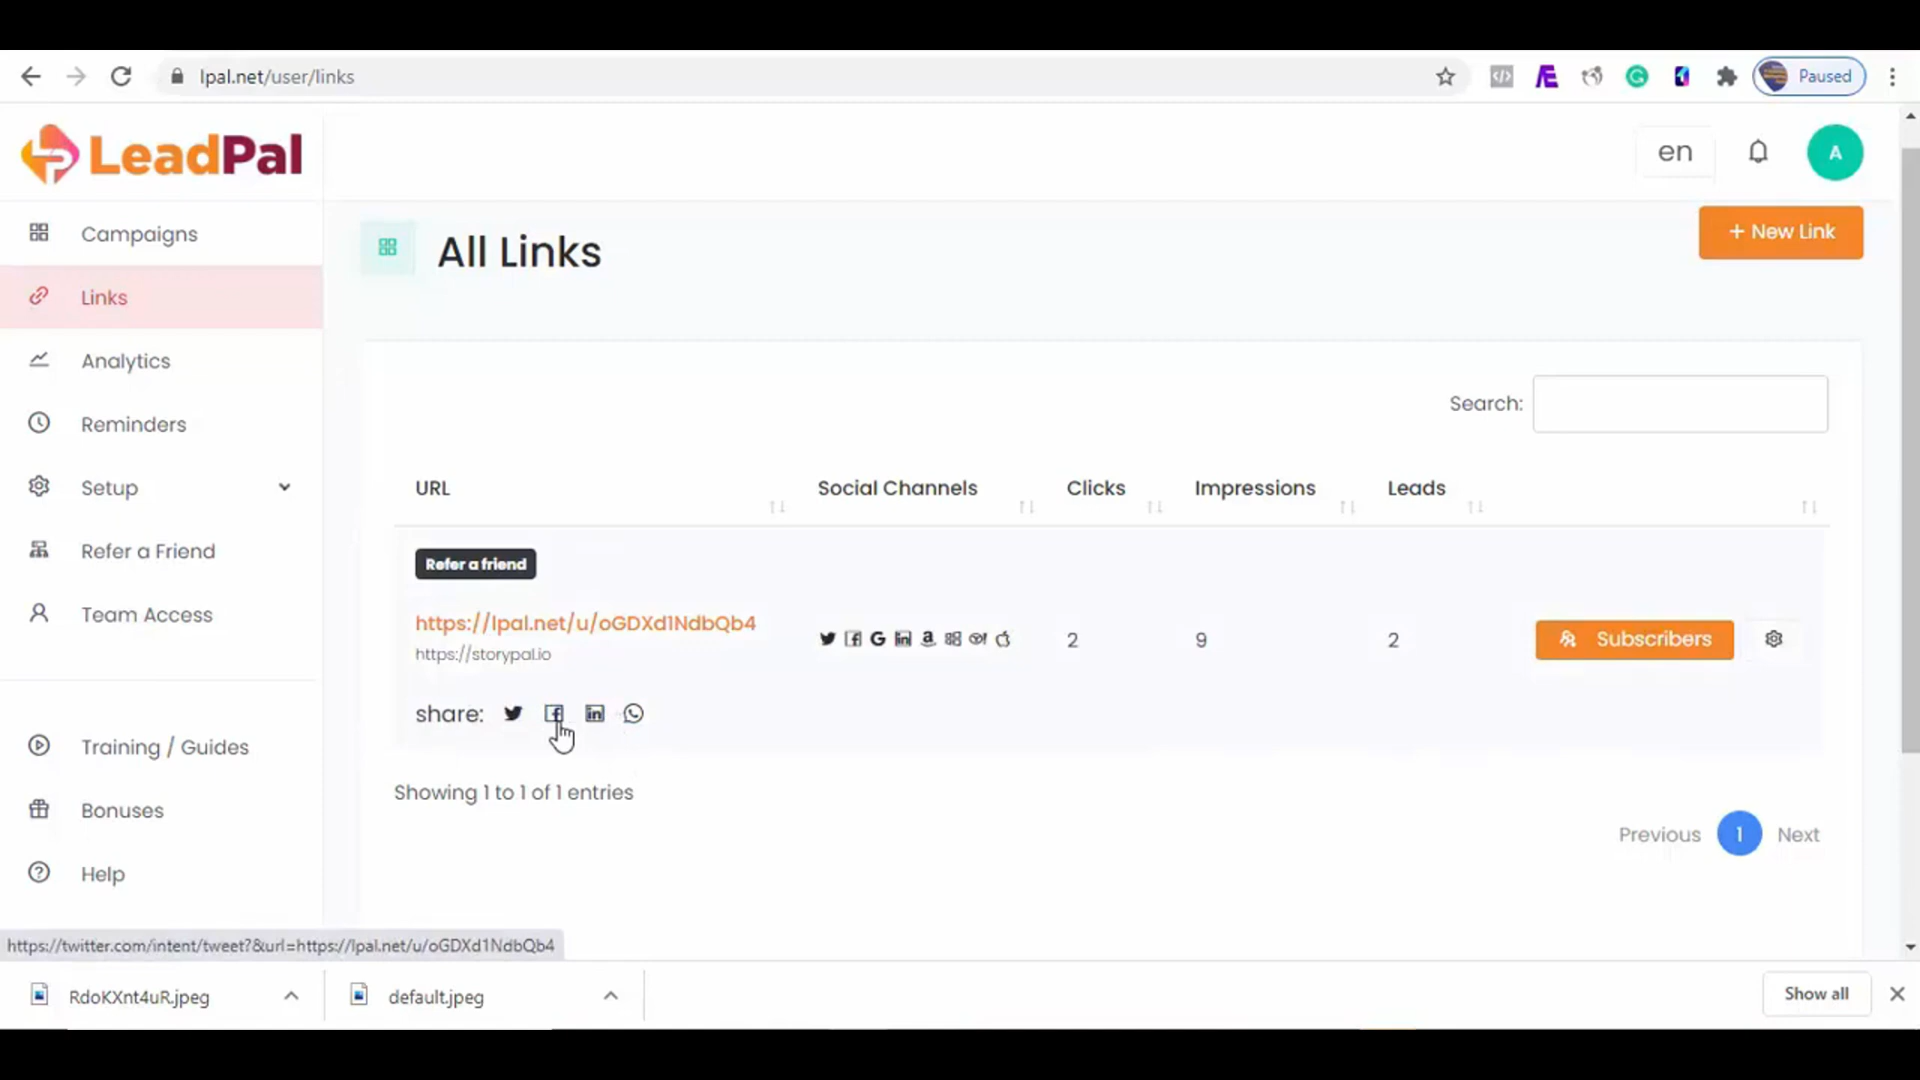 lpal.net/user/links
Paused
LeadPal
en
A
Campaigns
Links
Analytics
Reminders
Setup
Refer a Friend
Team Access
Training / Guides
Bonuses
Help
All Links
+ New Link
Search:
URL
Social Channels
Clicks
Impressions
Leads
Refer a friend
https://lpal.net/u/oGDXd1NdbQb4
https://storypal.io
2
9
2
Subscribers
share:
Showing 1 to 1 of 1 entries
Previous
1
Next
https://twitter.com/intent/tweet?&url=https://lpal.net/u/oGDXd1NdbQb4
RdoKXnt4uR.jpeg
default.jpeg
Show all